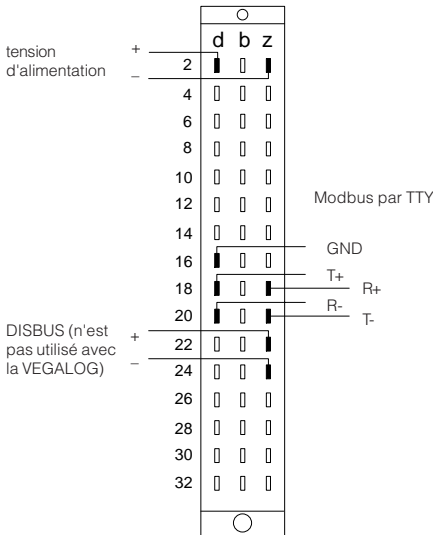 d b z
tension
d'alimentation
+
–
2
4
6
8
10
12
14
16
18
20
22
24
26
28
30
32
Modbus par TTY
GND
T+
R+
R-
T-
DISBUS (n'est
pas utilisé avec
la VEGALOG)
+
–